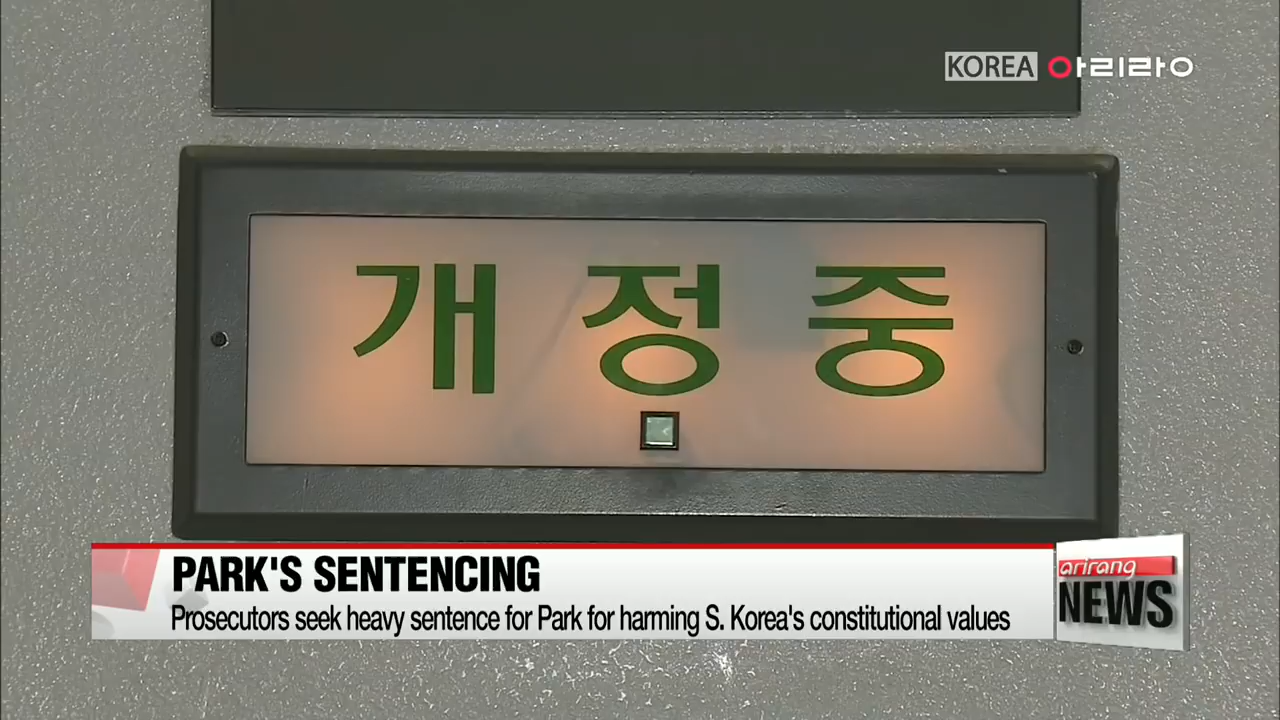 KOREA 아리랑
개정중
PARK'S SENTENCING
Prosecutors seek heavy sentence for Park for harming S. Korea's constitutional values
arirang
NEWS